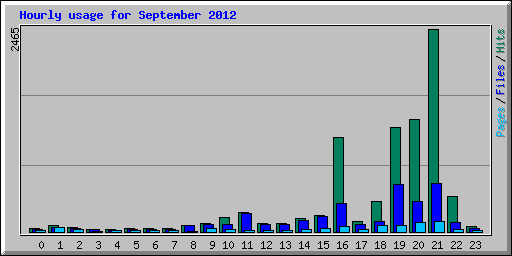 Hourly usage for September 2012
2465
Pages/Files/Hits
0 1 2 3 4 5 6 7 8 9 10 11 12 13 14 15 16 17 18 19 20 21 22 23